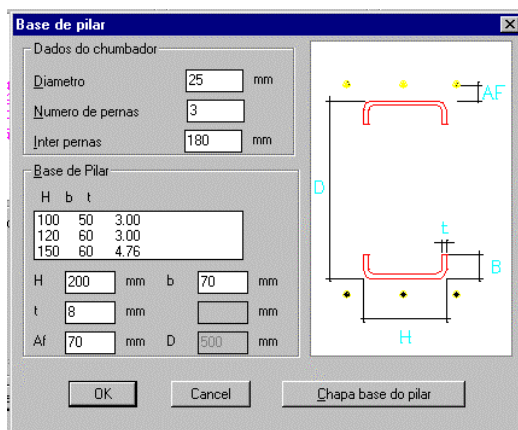 Base de pilar
Dados do chumbador
Diametro 25 mm
Numero de pernas 3
Inter pernas 180 mm
Base de Pilar
H b t
100 50 3.00
120 60 3.00
150 60 4.76
H 200 mm b 70 mm
t 8 mm mm
Af 70 mm D 500 mm
AF
D
t
B
H
OK Cancel Chapa base do pilar